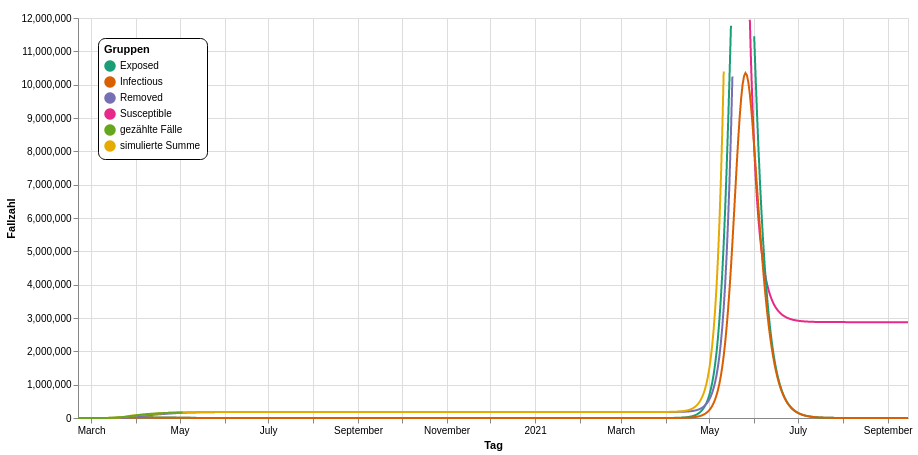 12,000,000
11,000,000
10,000,000
9,000,000
8,000,000
7,000,000
6,000,000
5,000,000
4,000,000
3,000,000
2,000,000
1,000,000
0
Fallzahl
Gruppen
Exposed
Infectious
Removed
Susceptible
gezählte Fälle
simulierte Summe
March May July September November 2021 March May July September
Tag